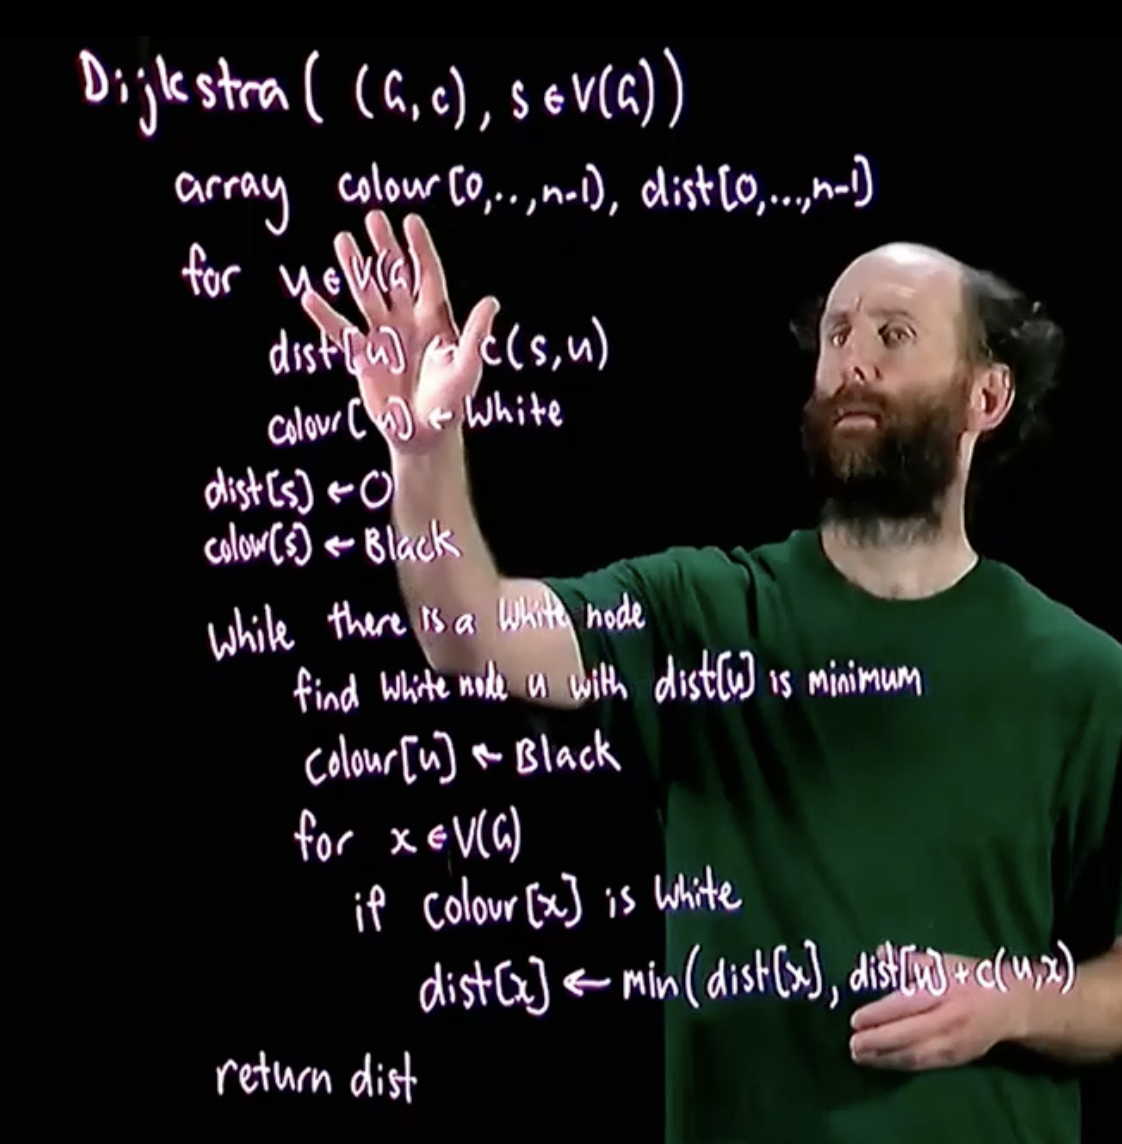 Dijkstra( (G,c), s∈V(G))
array colour[0,..,n-1], dist[0,...,n-1]
for u∈V(G)
dist[u] ← c(s,u)
colour[u] ← White
dist[s] ← 0
colour[s] ← Black
While there is a White node
find White node u with dist[u] is minimum
Colour[u] ← Black
for x∈V(G)
if Colour[x] is White
dist[x] ← min(dist[x], dist[u]+c(u,x)
return dist